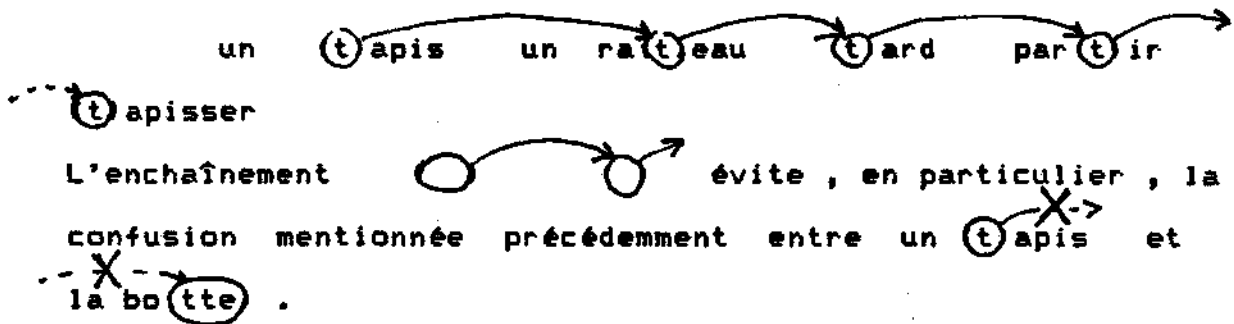 un tapis un ratteau tard partir
tapisser
L'enchaînement évite , en particulier , la
confusion mentionnée précédemment entre un tapis et
la botte .